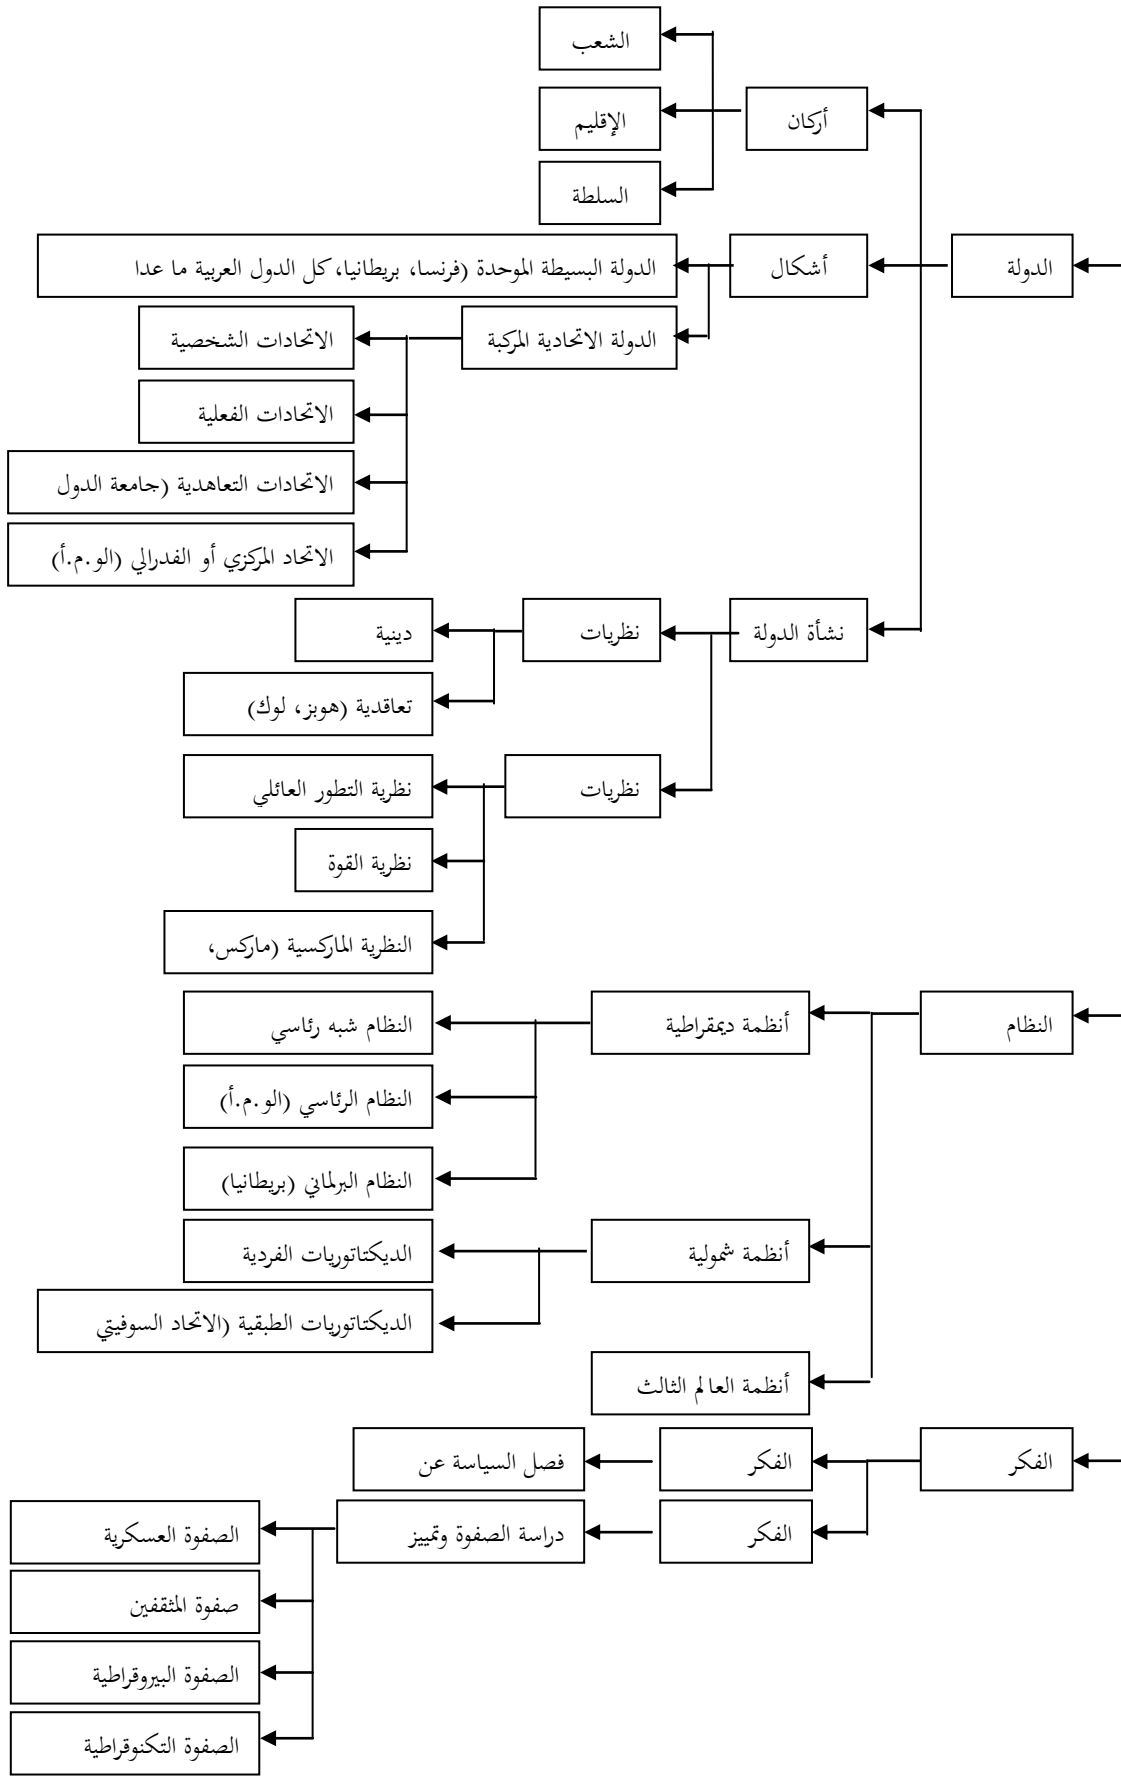 الشعب
أركان
الإقليم
السلطة
الدولة
أشكال
الدولة البسيطة الموحدة (فرنسا، بريطانيا، كل الدول العربية ما عدا
الدولة الاتحادية المركبة
الاتحادات الشخصية
الاتحادات الفعلية
الاتحادات التعاهدية (جامعة الدول
الاتحاد المركزي أو الفدرالي (الو.م.أ)
نشأة الدولة
نظريات
دينية
تعاقدية (هوبز، لوك)
نظريات
نظرية التطور العائلي
نظرية القوة
النظرية الماركسية (ماركس،
النظام
أنظمة ديمقراطية
النظام شبه رئاسي
النظام الرئاسي (الو.م.أ)
النظام البرلماني (بريطانيا)
أنظمة شمولية
الديكتاتوريات الفردية
الديكتاتوريات الطبقية (الاتحاد السوفيتي
أنظمة العالم الثالث
الفكر
الفكر
فصل السياسة عن
الفكر
دراسة الصفوة وتمييز
الصفوة العسكرية
صفوة المثقفين
الصفوة البيروقراطية
الصفوة التكنوقراطية